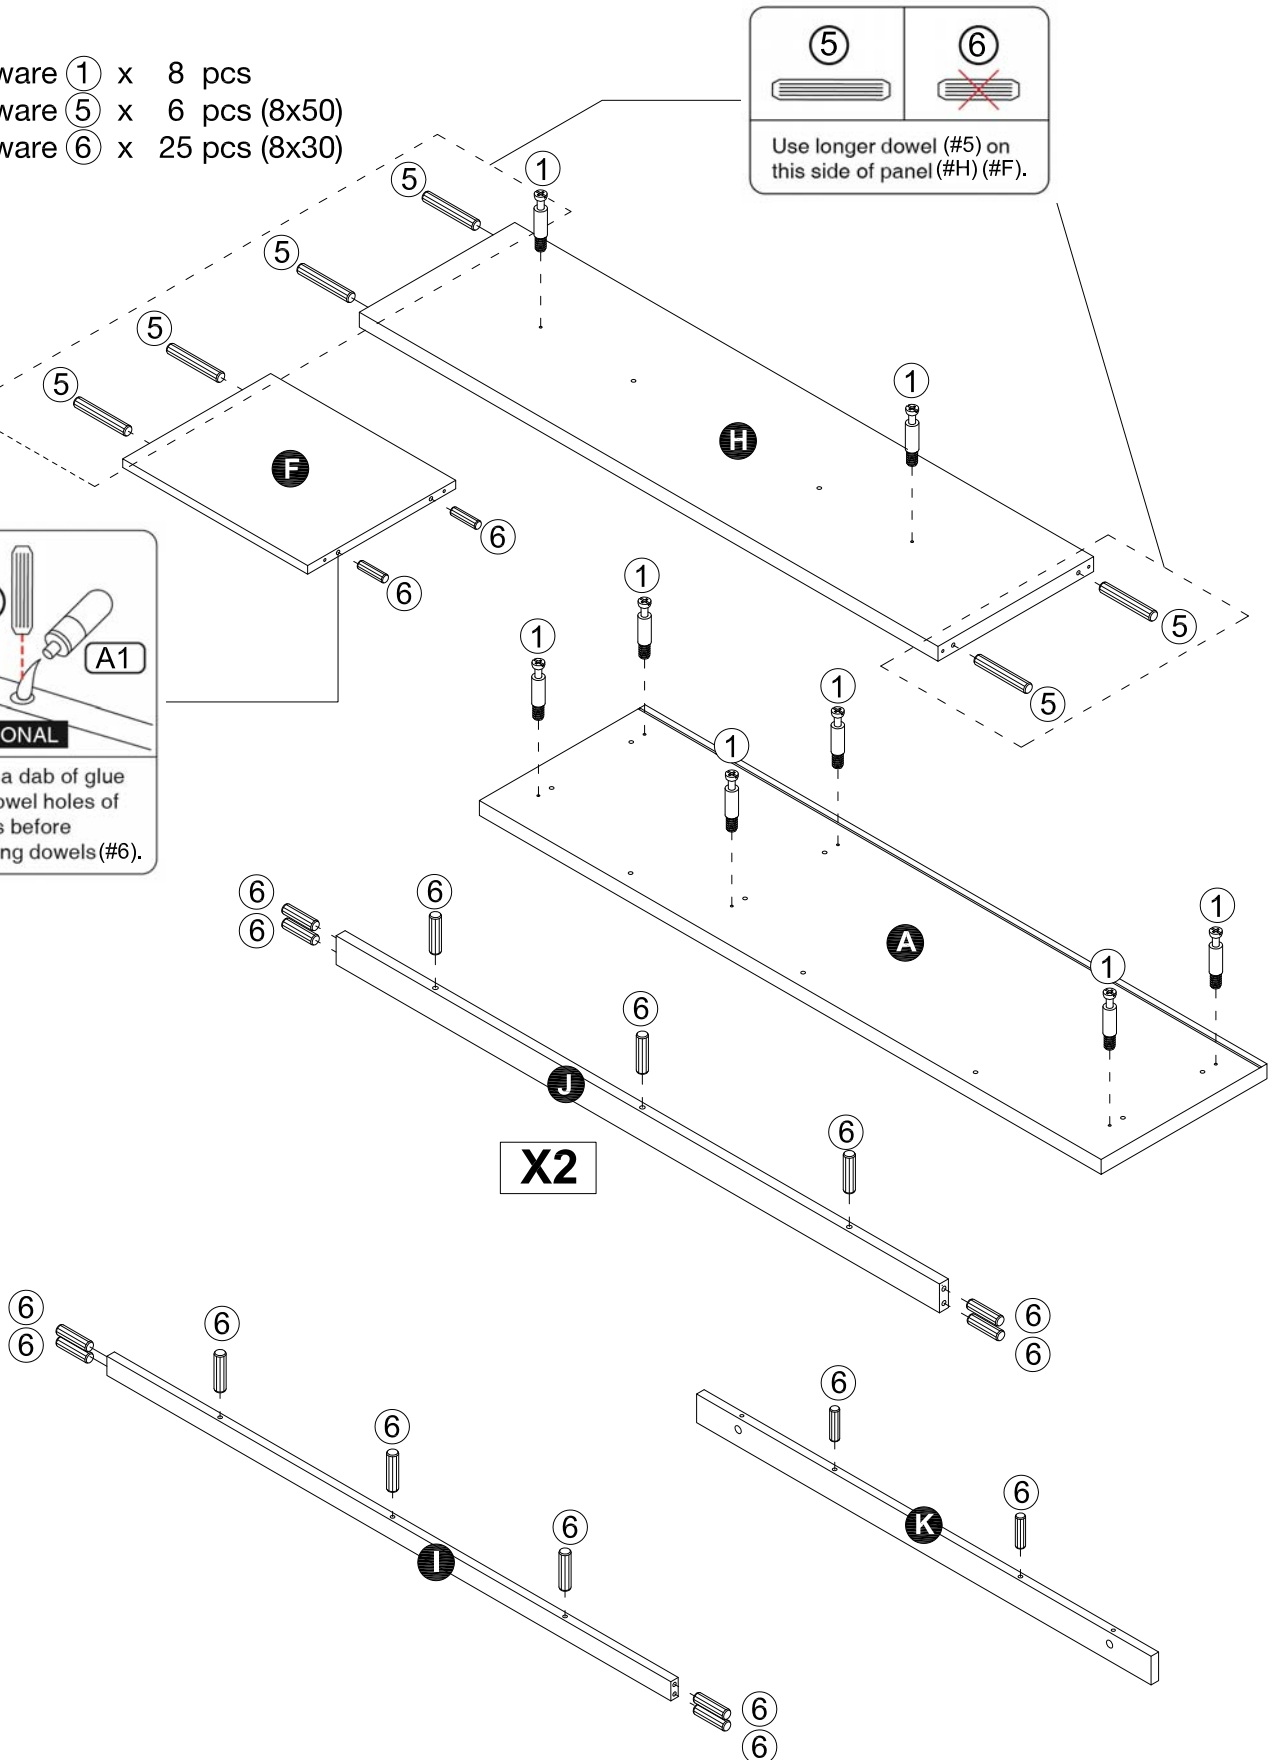 ware ① x 8 pcs
ware ⑤ x 6 pcs (8x50)
ware ⑥ x 25 pcs (8x30)
⑤ ⑥
Use longer dowel (#5) on
this side of panel (#H) (#F).
⑤
①
⑤
⑤
⑤
①
H
F
⑥
⑥
⑤
⑤
A1
ONAL
a dab of glue
owel holes of
s before
ng dowels (#6).
①
①
①
①
A
①
①
⑥
⑥
⑥
⑥
J
⑥
X2
⑥
⑥
⑥
⑥
⑥
⑥
⑥
I
⑥
⑥
⑥
K
⑥